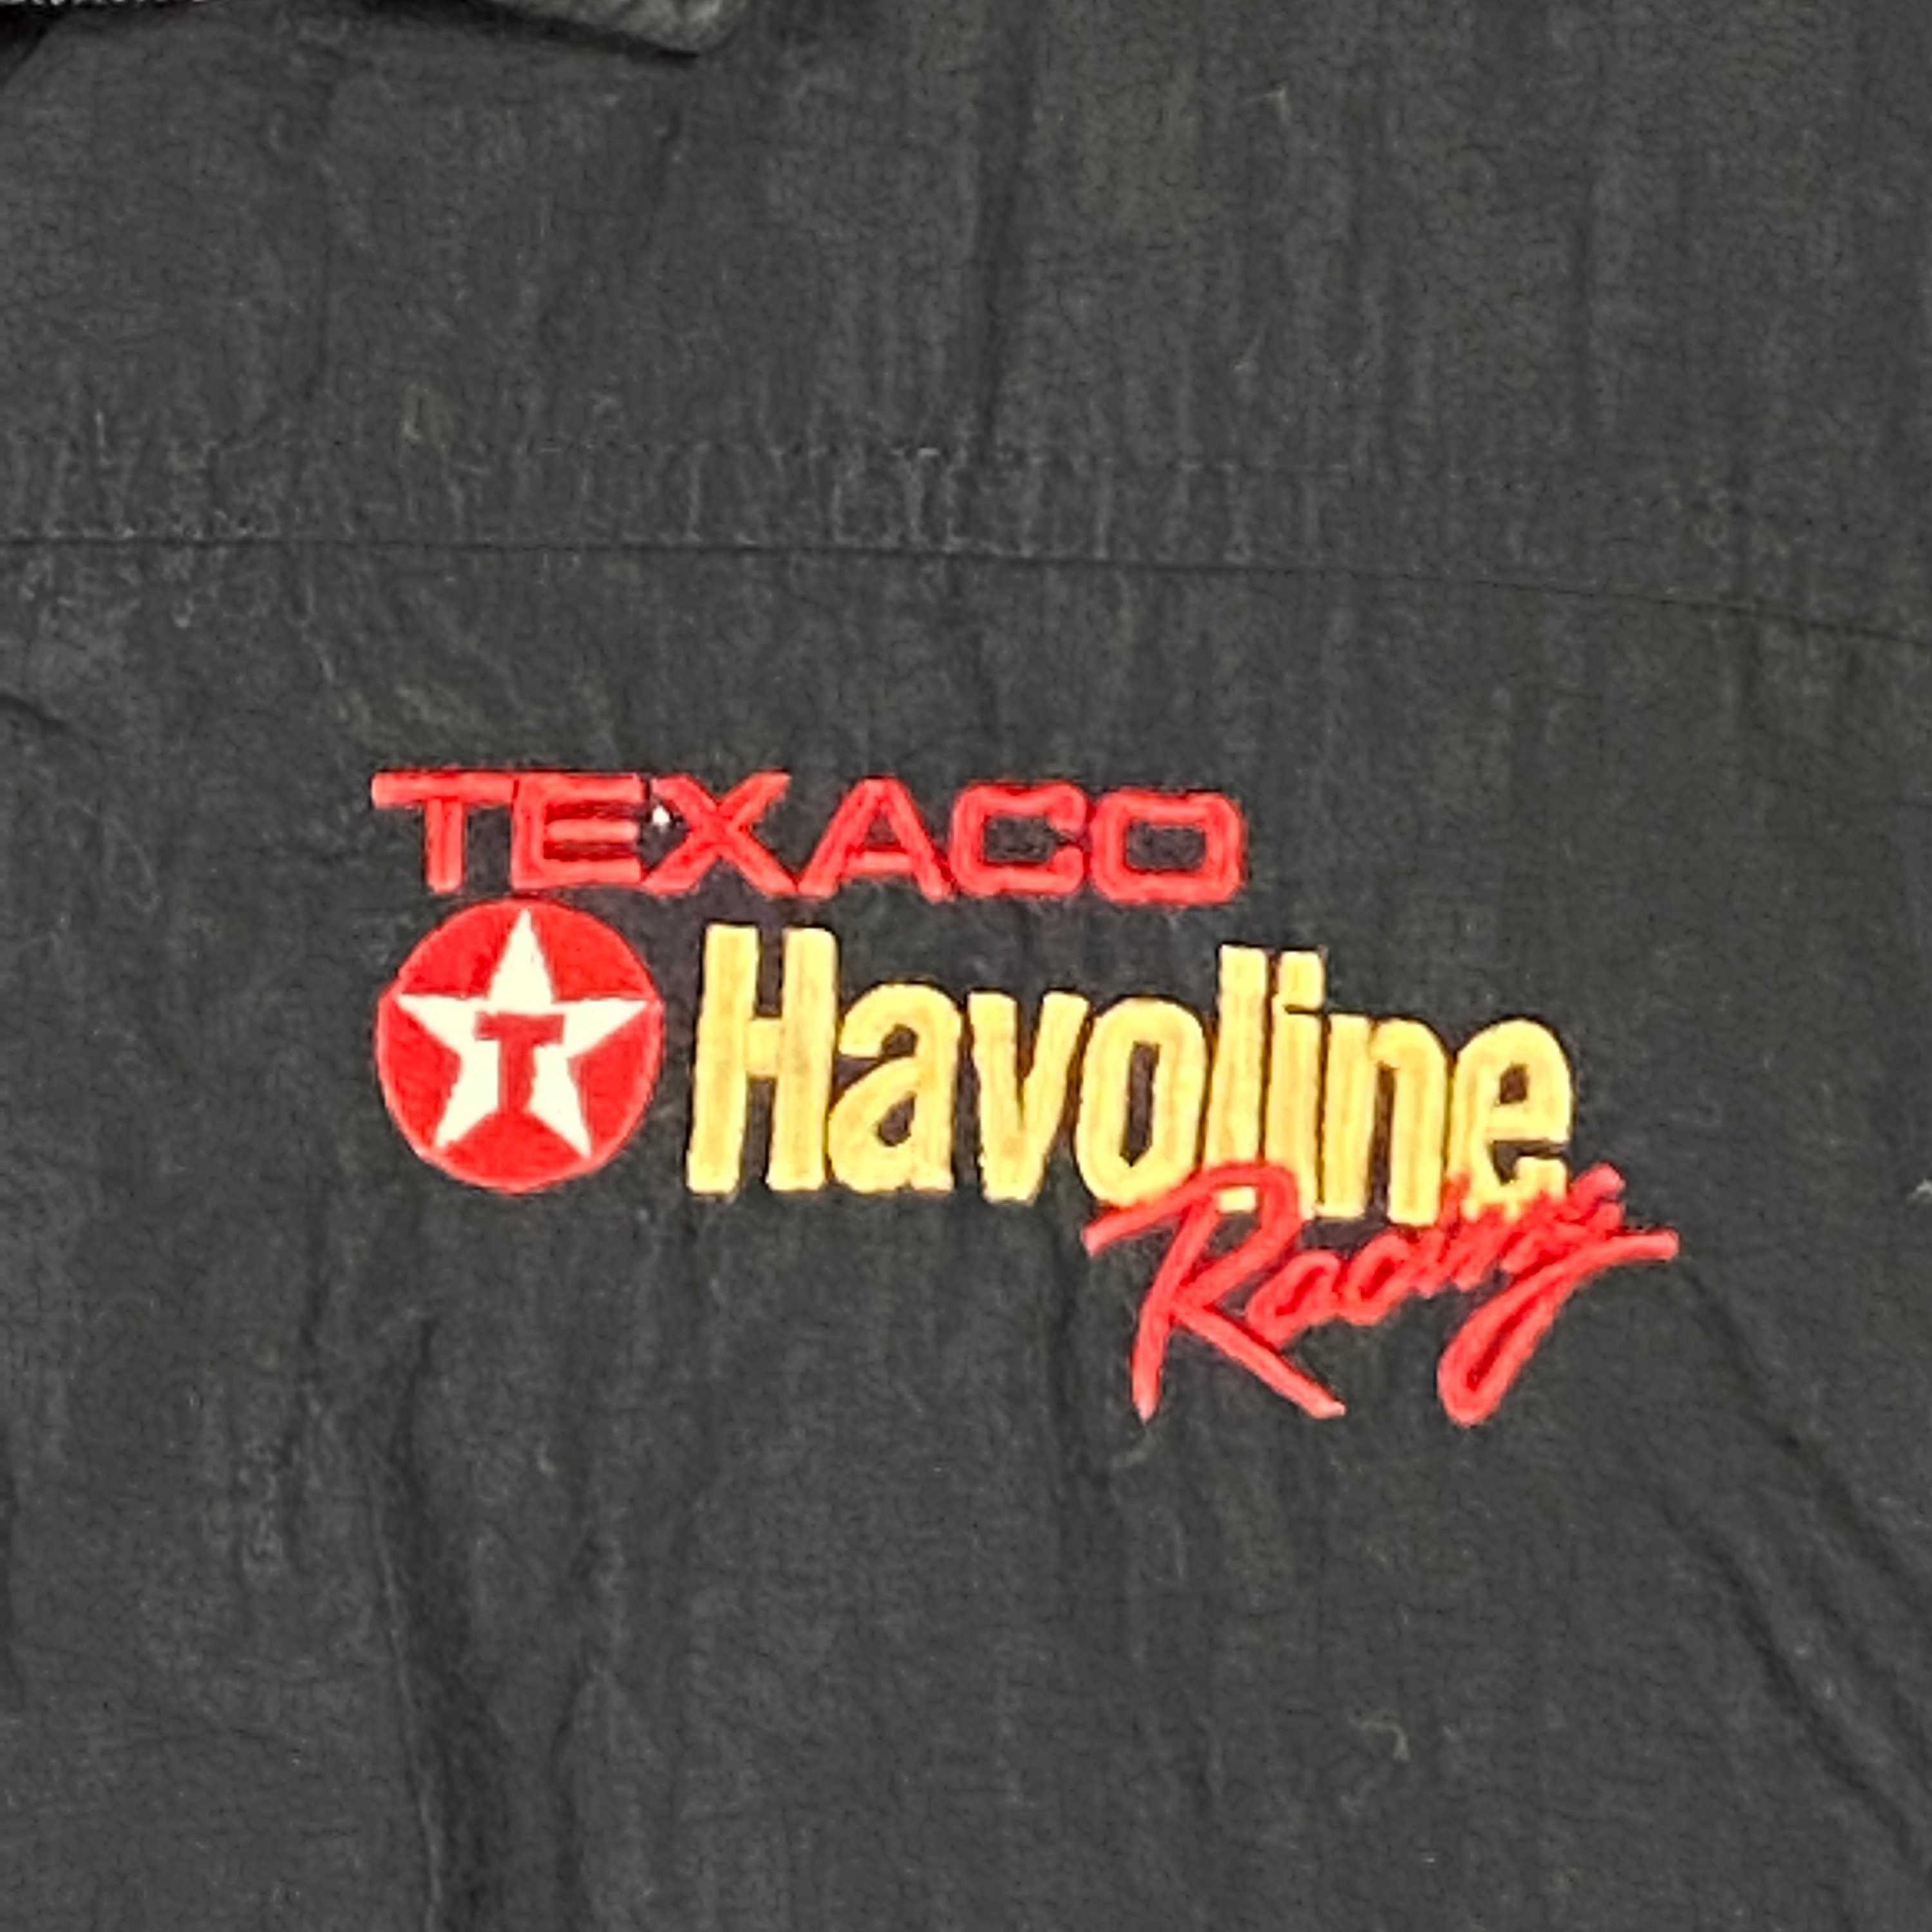 TEXACO
T Havoline
Racing